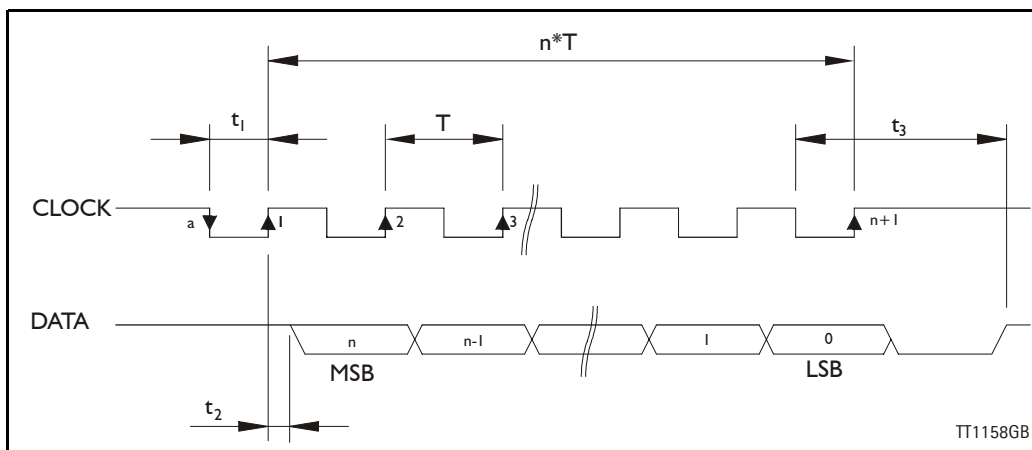 n*T
t1 T t3
CLOCK a 1 2 3 n+1
DATA n n-1 1 0
MSB LSB
t2
TT1158GB